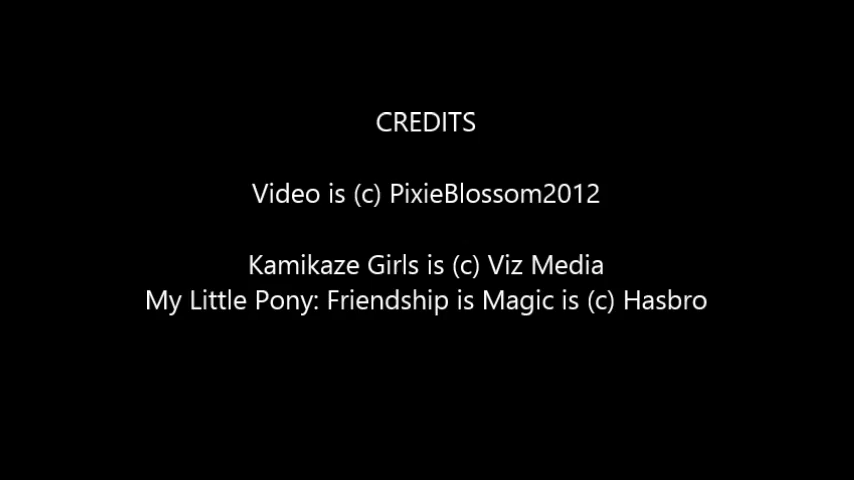 CREDITS
Video is (c) PixieBlossom2012
Kamikaze Girls is (c) Viz Media
My Little Pony: Friendship is Magic is (c) Hasbro